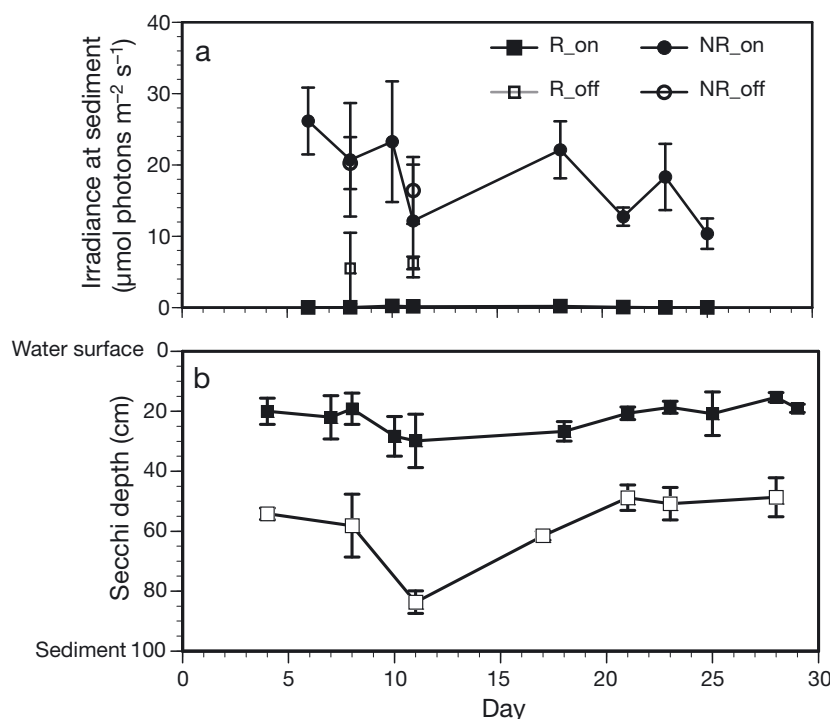 40
a
R_on
NR_on
30
R_off
NR_off
20
10
0
Irradiance at sediment
(µmol photons m⁻² s⁻¹)
Water surface 0
b
20
40
60
80
Sediment 100
Secchi depth (cm)
0 5 10 15 20 25 30
Day